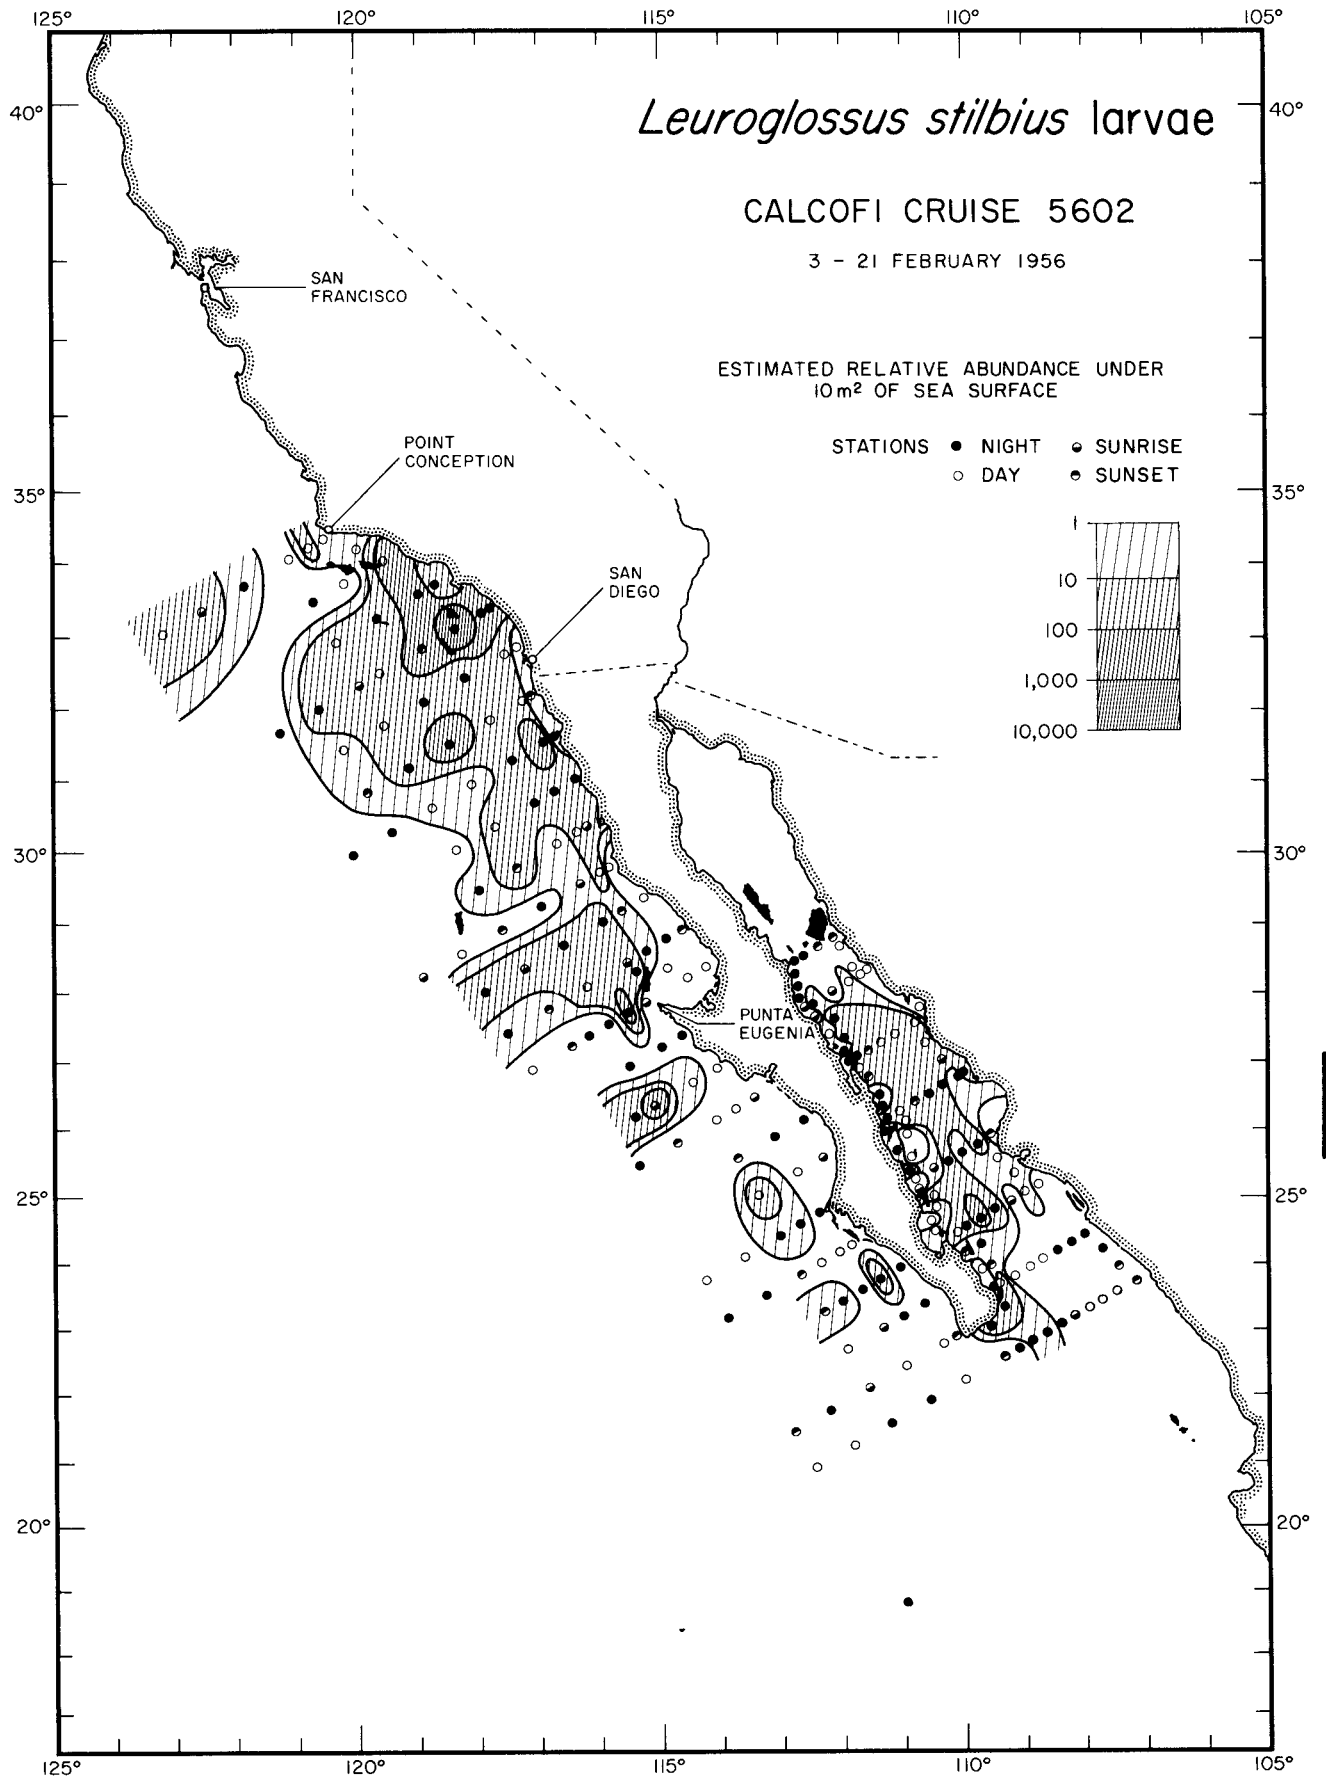 125°
120°
115°
110°
105°
40°
40°
Leuroglossus stilbius larvae
CALCOFI CRUISE 5602
3 - 21 FEBRUARY 1956
SAN
FRANCISCO
ESTIMATED RELATIVE ABUNDANCE UNDER
10m² OF SEA SURFACE
POINT
CONCEPTION
STATIONS ● NIGHT ◒ SUNRISE
○ DAY ◓ SUNSET
35°
35°
1
10
100
1,000
10,000
SAN
DIEGO
30°
30°
PUNTA
EUGENIA
25°
25°
20°
20°
125°
120°
115°
110°
105°